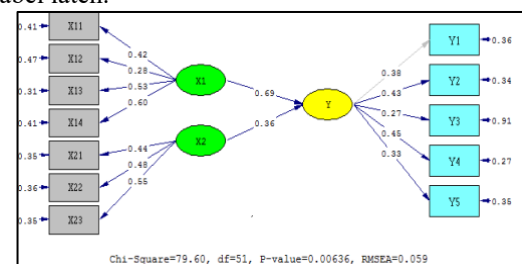 abel laten.
0.41 X11
0.47 X12
0.31 X13
0.41 X14
0.35 X21
0.36 X22
0.35 X23
0.42
0.28
0.53
0.60
0.44
0.48
0.55
X1
X2
0.69
0.36
Y
0.38
0.43
0.27
0.45
0.33
Y1 0.36
Y2 0.34
Y3 0.91
Y4 0.27
Y5 0.35
Chi-Square=79.60, df=51, P-value=0.00636, RMSEA=0.059